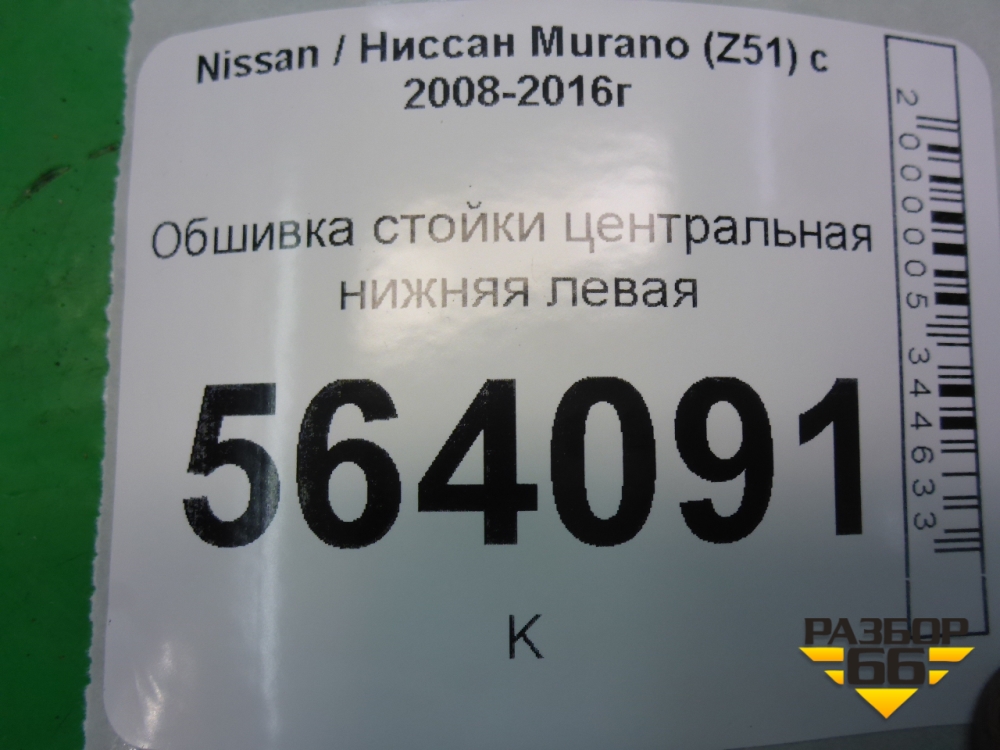 Nissan / Ниссан Murano (Z51) с
2008-2016г
Обшивка стойки центральная
нижняя левая
564091
К
2000005344633
РАЗБОР
66